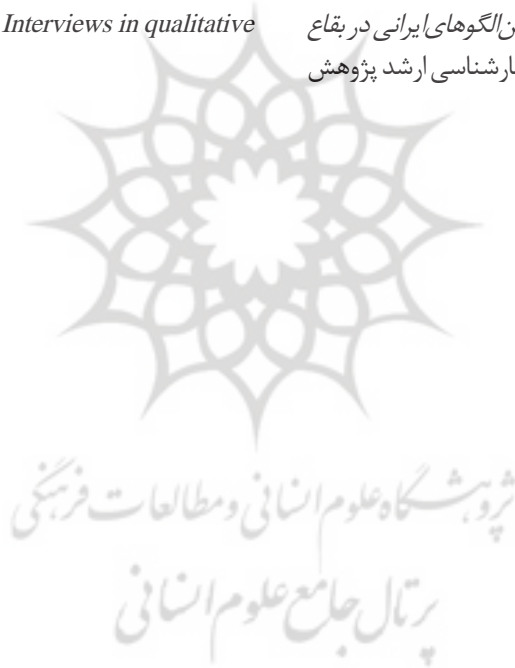 Interviews in qualitative
ن‌الگوهای ایرانی در بقاع
ارشناسی ارشد پژوهش
پژوهشگاه علوم انسانی و مطالعات فرهنگی
پرتال جامع علوم انسانی